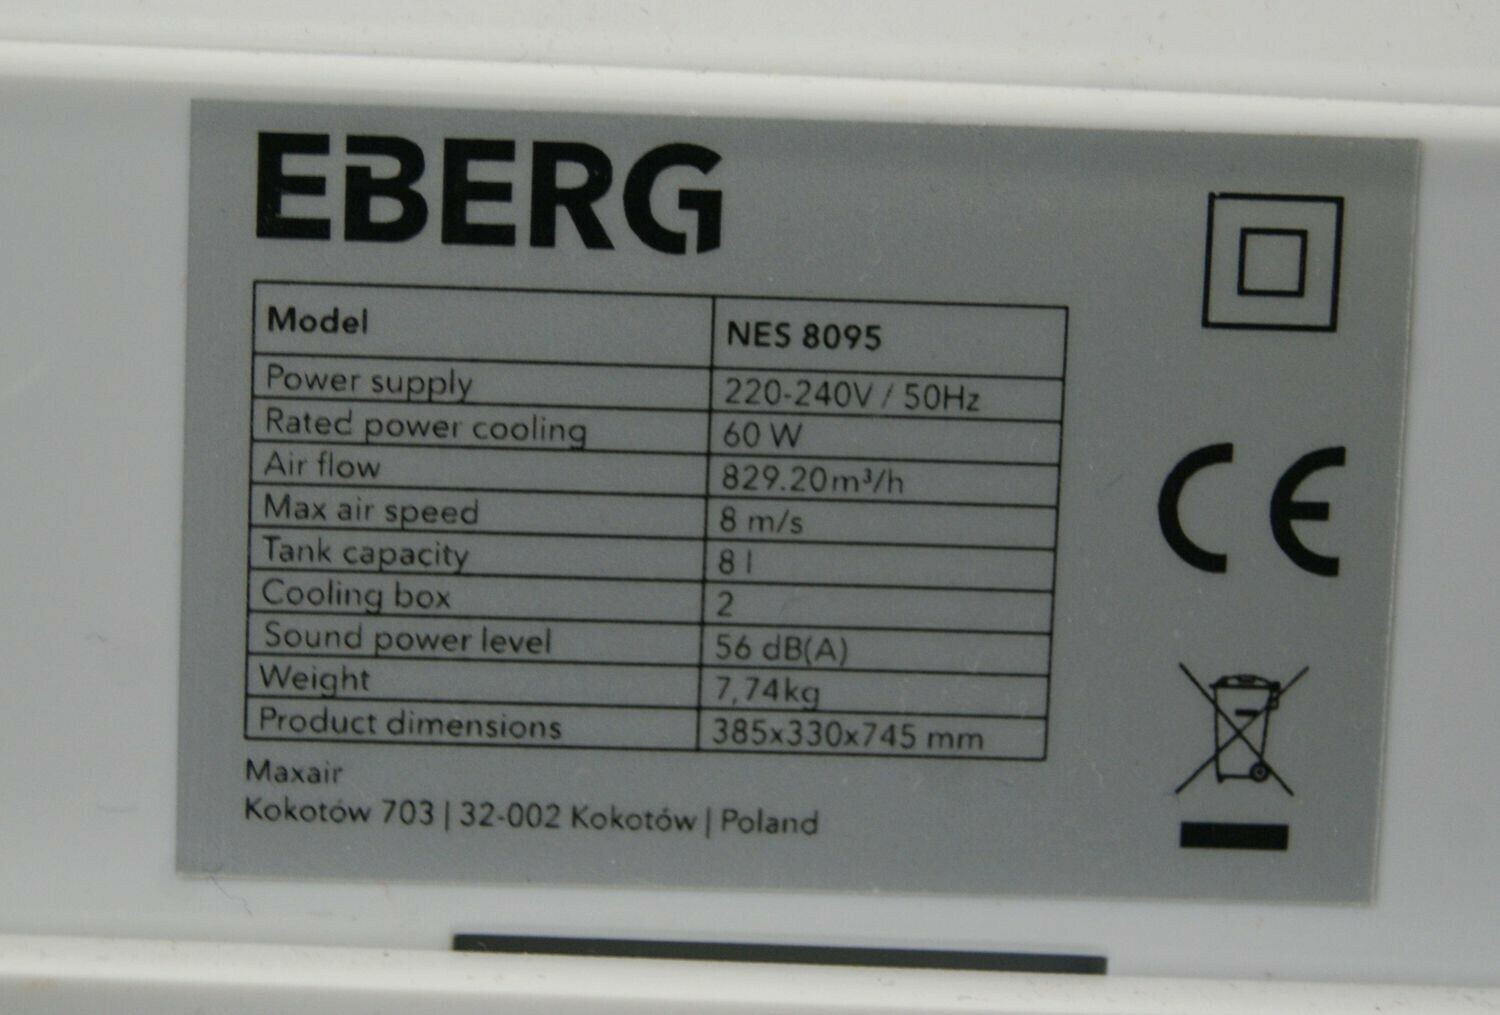 EBERG
Model NES 8095
Power supply 220-240V / 50Hz
Rated power cooling 60 W
Air flow 829.20m³/h
Max air speed 8 m/s
Tank capacity 8 l
Cooling box 2
Sound power level 56 dB(A)
Weight 7,74kg
Product dimensions 385x330x745 mm
Maxair
Kokotów 703 | 32-002 Kokotów | Poland
CE